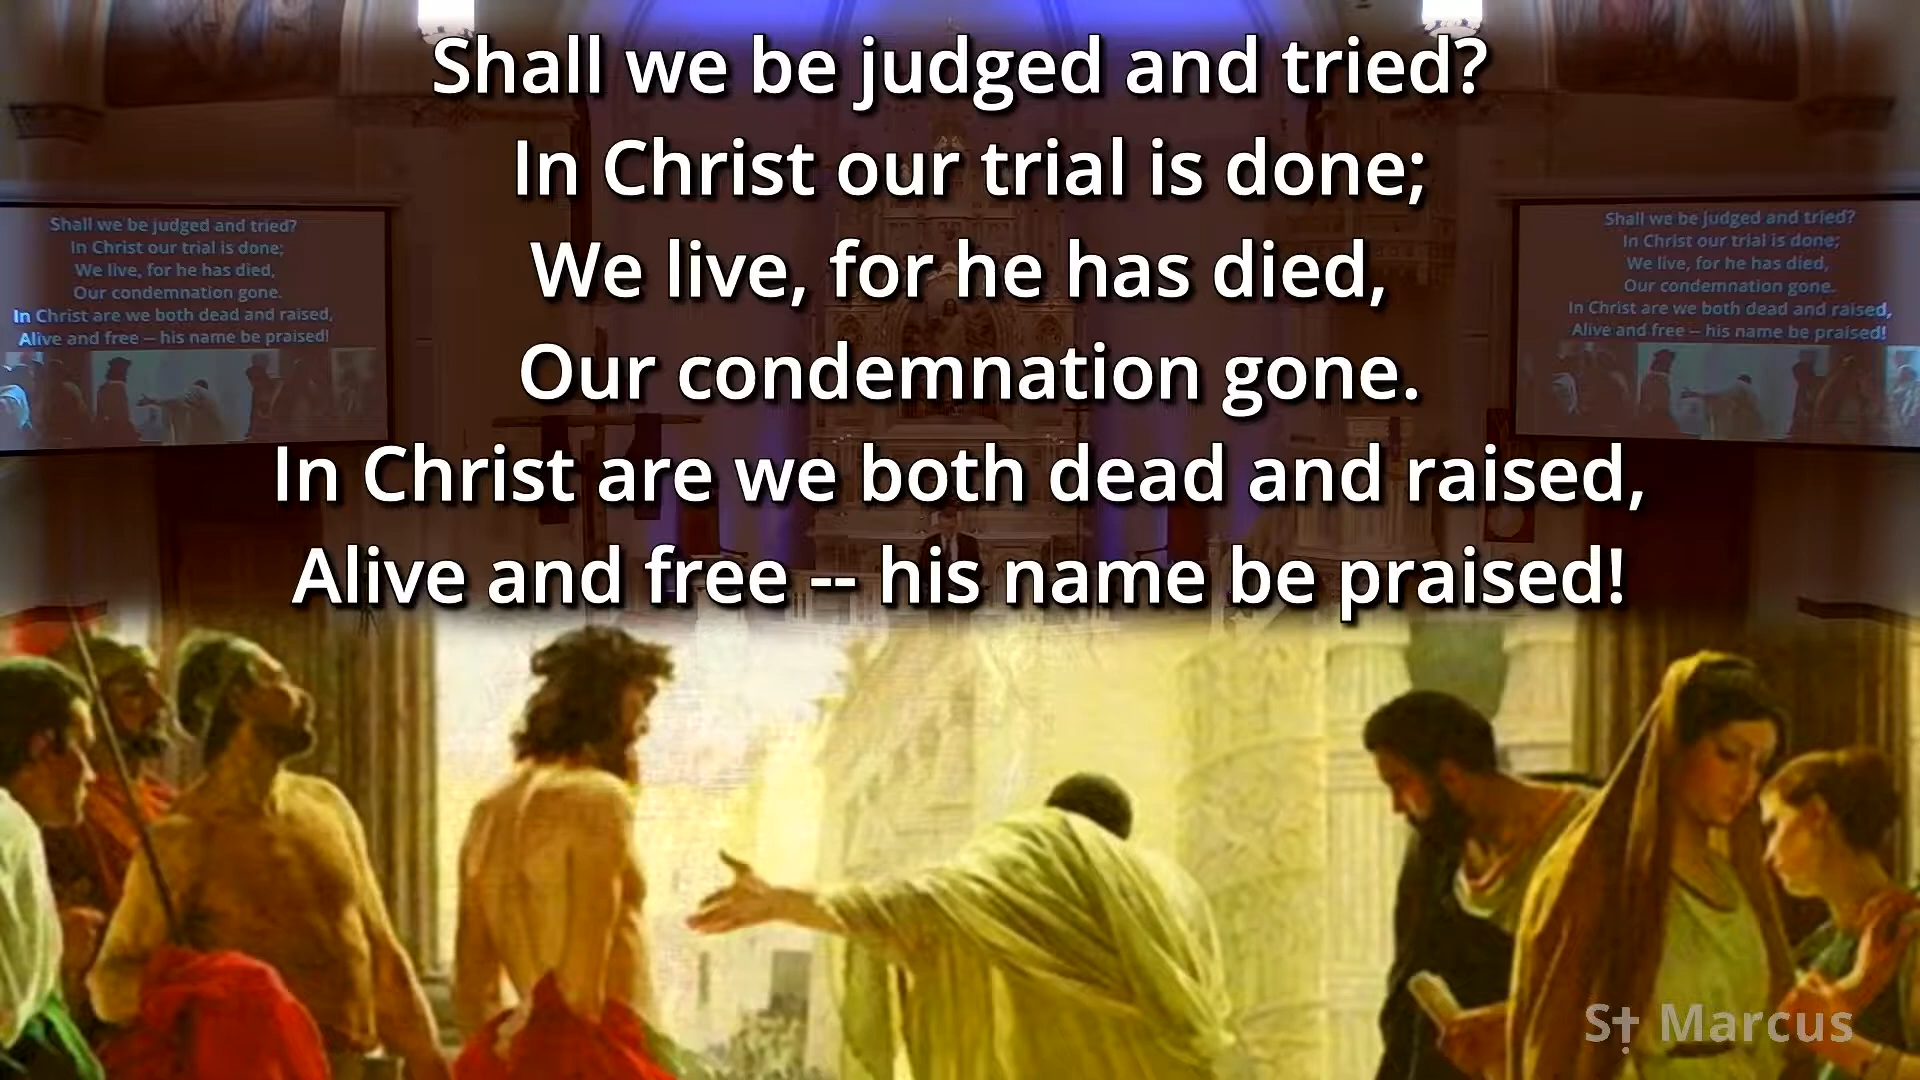 Shall we be judged and tried?
In Christ our trial is done;
We live, for he has died,
Our condemnation gone.
In Christ are we both dead and raised,
Alive and free -- his name be praised!
Shall we be judged and tried?
In Christ our trial is done;
We live, for he has died,
Our condemnation gone.
In Christ are we both dead and raised,
Alive and free – his name be praised!
Shall we be judged and tried?
In Christ our trial is done;
We live, for he has died,
Our condemnation gone.
In Christ are we both dead and raised,
Alive and free – his name be praised!
St Marcus